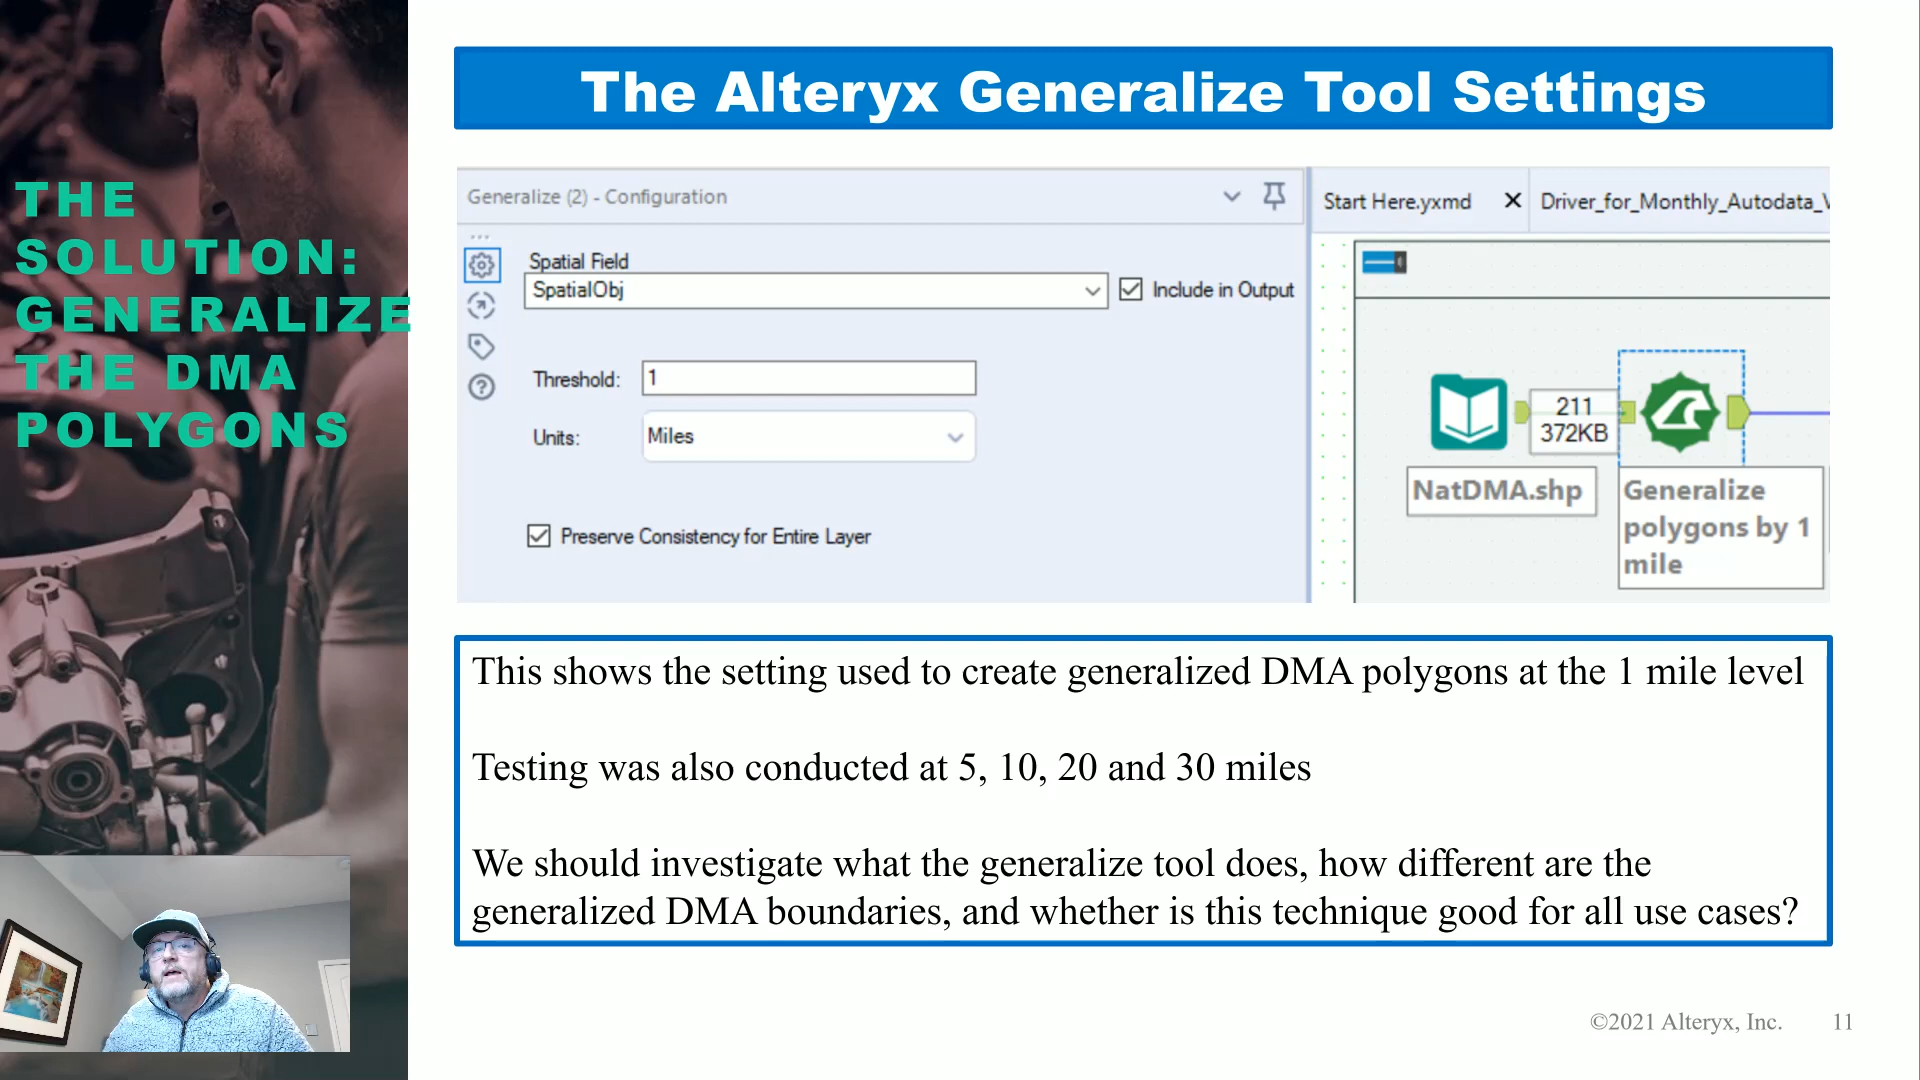 THE
SOLUTION:
GENERALIZE
THE DMA
POLYGONS
The Alteryx Generalize Tool Settings
Generalize (2) - Configuration
Start Here.yxmd
Driver_for_Monthly_Autodata_
Spatial Field
SpatialObj
Include in Output
Threshold: 1
Units: Miles
Preserve Consistency for Entire Layer
211
372KB
NatDMA.shp
Generalize
polygons by 1
mile
This shows the setting used to create generalized DMA polygons at the 1 mile level
Testing was also conducted at 5, 10, 20 and 30 miles
We should investigate what the generalize tool does, how different are the
generalized DMA boundaries, and whether is this technique good for all use cases?
©2021 Alteryx, Inc. 11